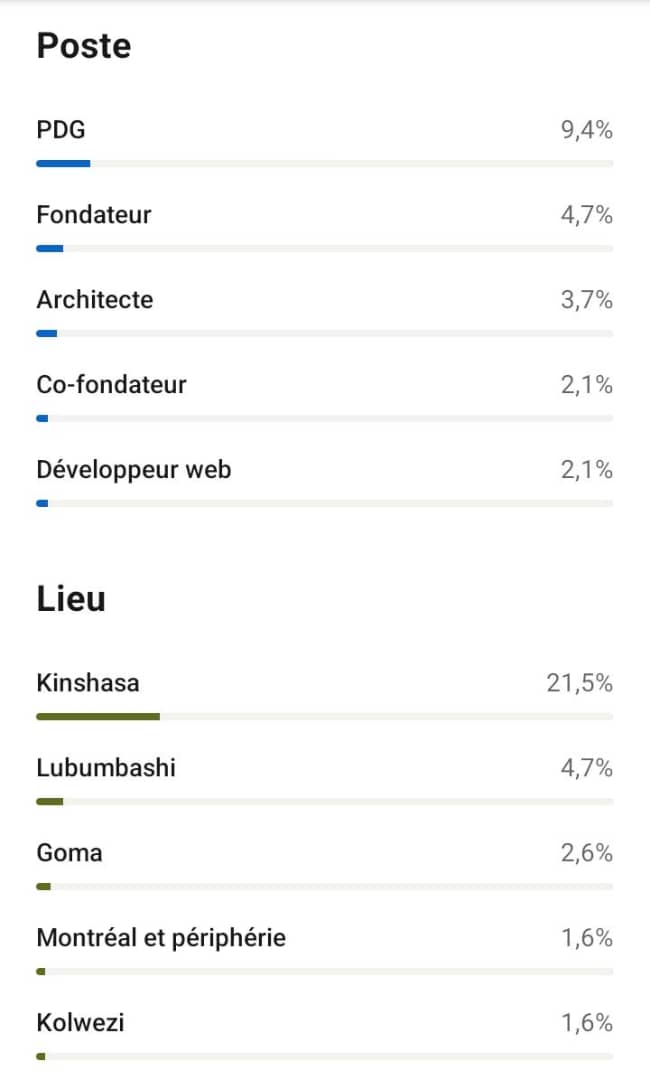 Poste
PDG 9,4%
Fondateur 4,7%
Architecte 3,7%
Co-fondateur 2,1%
Développeur web 2,1%
Lieu
Kinshasa 21,5%
Lubumbashi 4,7%
Goma 2,6%
Montréal et périphérie 1,6%
Kolwezi 1,6%